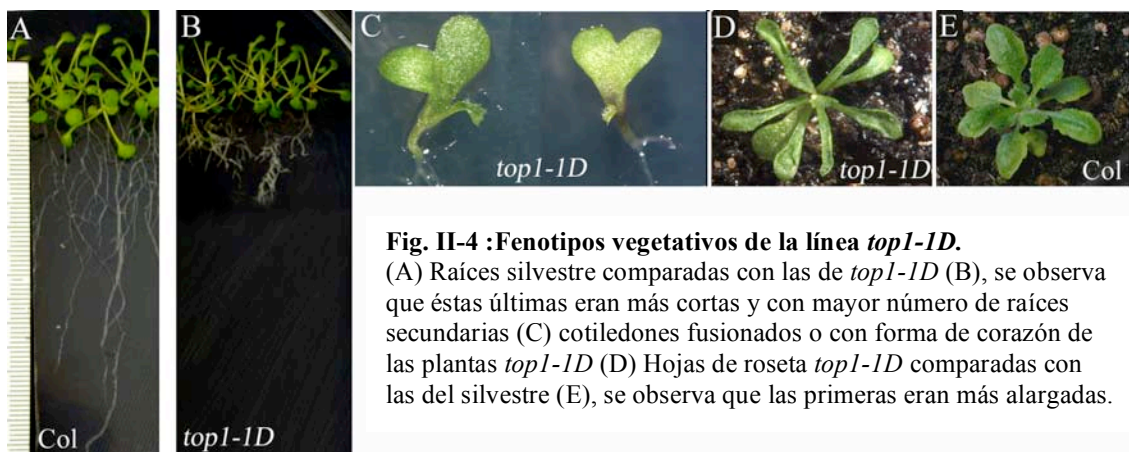 A
B
C
D
E
Col
top1-1D
top1-1D
top1-1D
Col
Fig. II-4 :Fenotipos vegetativos de la línea top1-1D.
(A) Raíces silvestre comparadas con las de top1-1D (B), se observa
que éstas últimas eran más cortas y con mayor número de raíces
secundarias (C) cotiledones fusionados o con forma de corazón de
las plantas top1-1D (D) Hojas de roseta top1-1D comparadas con
las del silvestre (E), se observa que las primeras eran más alargadas.